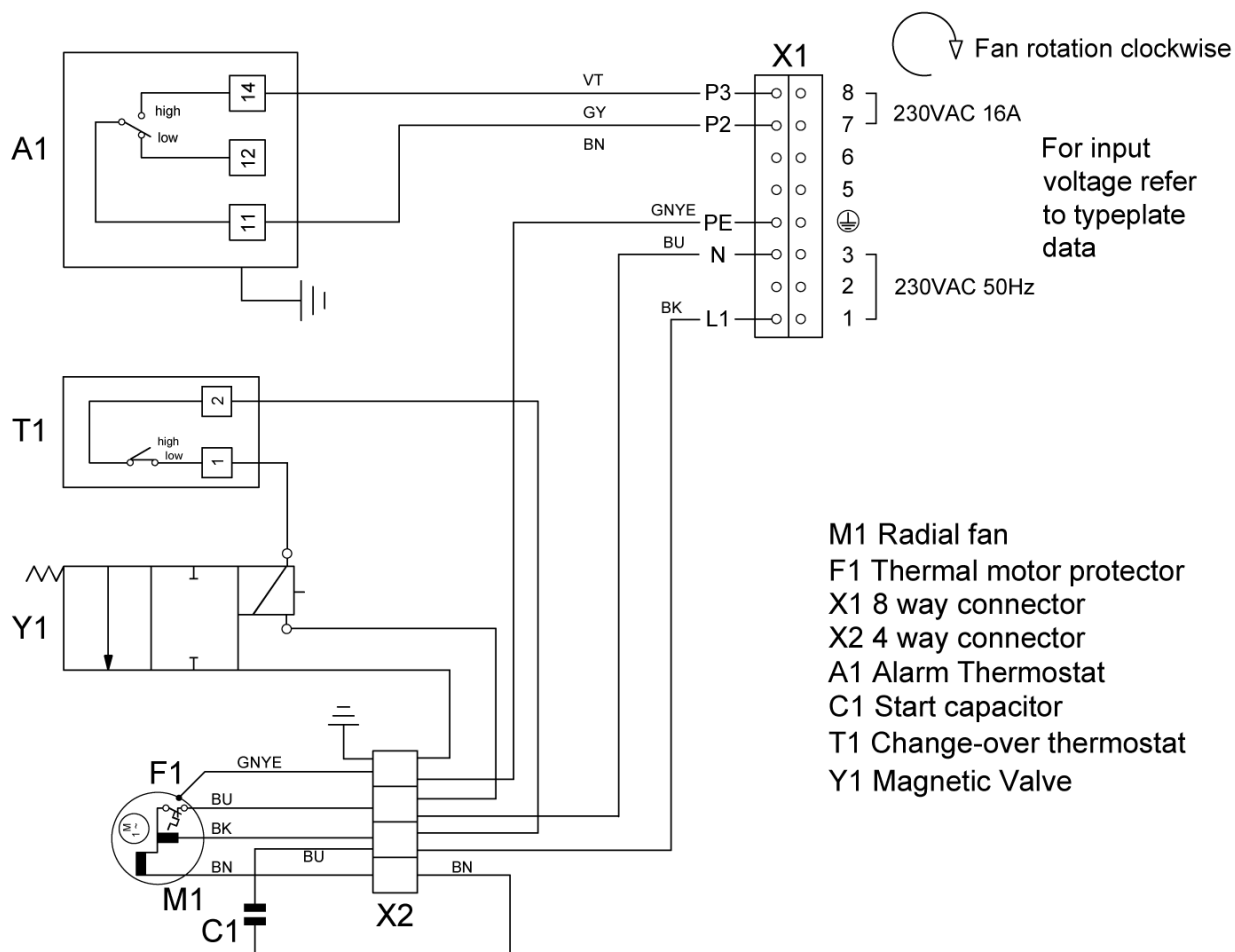 Fan rotation clockwise
X1
A1
14
high
low
12
11
VT
GY
BN
P3
P2
GNYE PE
BU
N
BK
L1
8
7
6
5
3
2
1
230VAC 16A
230VAC 50Hz
For input
voltage refer
to typeplate
data
T1
2
high
low
1
Y1
F1
GNYE
BU
BK
BU
BN
BN
M
1~
M1
C1
X2
M1 Radial fan
F1 Thermal motor protector
X1 8 way connector
X2 4 way connector
A1 Alarm Thermostat
C1 Start capacitor
T1 Change-over thermostat
Y1 Magnetic Valve